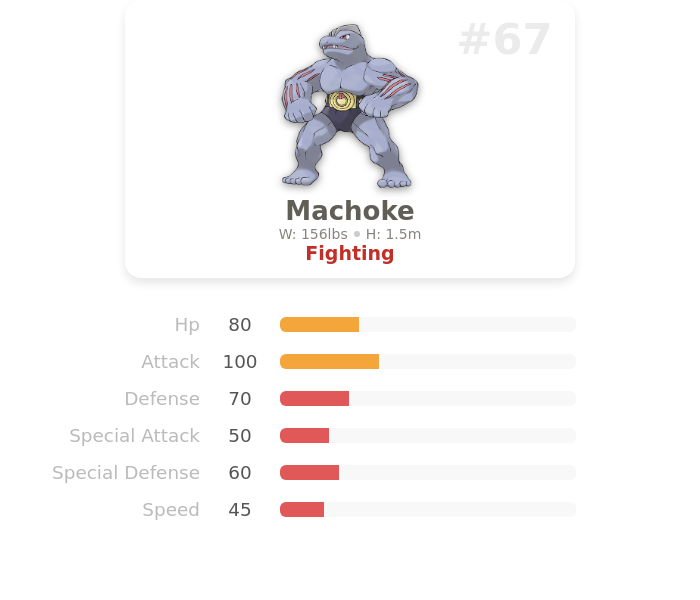 #67
Machoke
W: 156lbs • H: 1.5m
Fighting
Hp 80
Attack 100
Defense 70
Special Attack 50
Special Defense 60
Speed 45